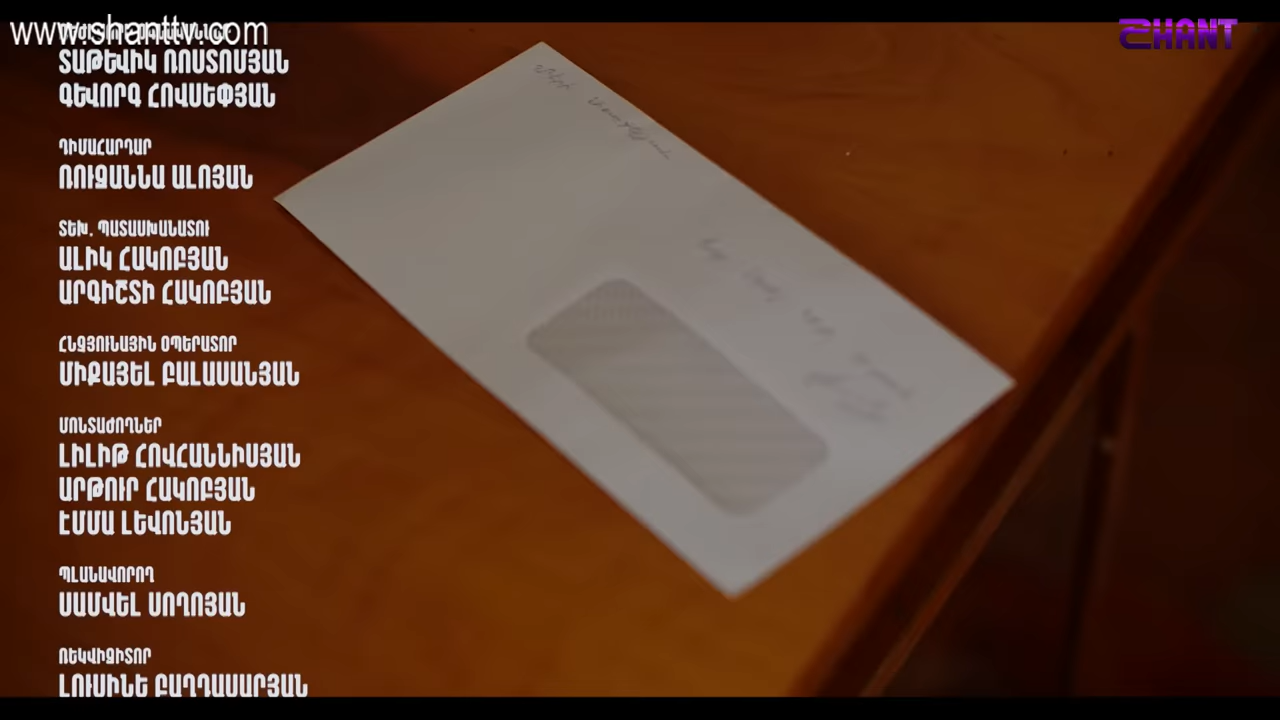 www.shanttv.com
SHANT
ՏԱԹԵՎԻԿ ՌՈՍՏՈՄՅԱՆ
ԳԵՎՈՐԳ ՀՈՎՍԵՓՅԱՆ
ԴԻՄԱՀԱՐԴԱՐ
ՌՈՒԶԱՆՆԱ ԱԼՈՅԱՆ
ՏԵԽ. ՊԱՏԱՍԽԱՆԱՏՈՒ
ԱԼԻԿ ՀԱԿՈԲՅԱՆ
ԱՐԳԻՇՏԻ ՀԱԿՈԲՅԱՆ
ՀՆՉՅՈՒՆԱՅԻՆ ՕՊԵՐԱՏՈՐ
ՄԻՔԱՅԵԼ ԲԱԼԱՍԱՆՅԱՆ
ՄՈՆՏԱԺՈՂՆԵՐ
ԼԻԼԻԹ ՀՈՎՀԱՆՆԻՍՅԱՆ
ԱՐԹՈՒՐ ՀԱԿՈԲՅԱՆ
ԷՄՄԱ ԼԵՎՈՆՅԱՆ
ՊԼԱՆԱՎՈՐՈՂ
ՍԱՄՎԵԼ ՍՈՂՈՅԱՆ
ՌԵԿՎԻԶԻՏՈՐ
ԼՈՒՍԻՆԵ ԲԱՂԴԱՍԱՐՅԱՆ